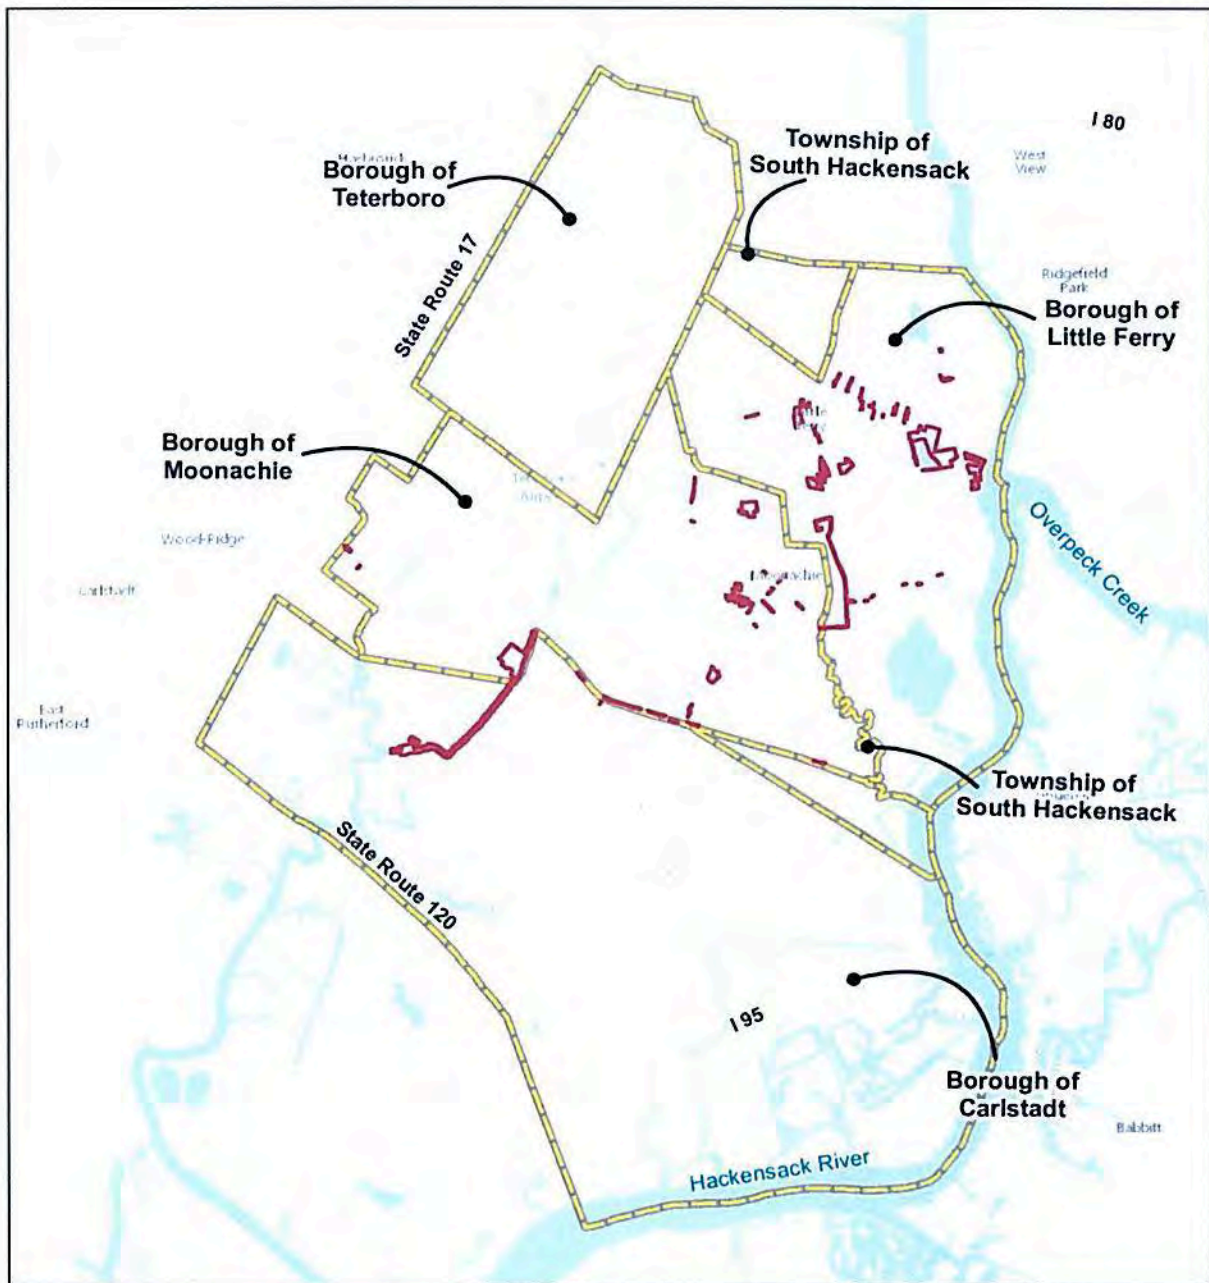 I 80
Township of
South Hackensack
West
View
Borough of
Teterboro
State Route 17
Ridgefield
Park
Borough of
Little Ferry
Borough of
Moonachie
Overpeck Creek
Wood-Ridge
Carlstadt
Moonachie
East
Rutherford
Township of
South Hackensack
State Route 120
I 95
Borough of
Carlstadt
Babbitt
Hackensack River